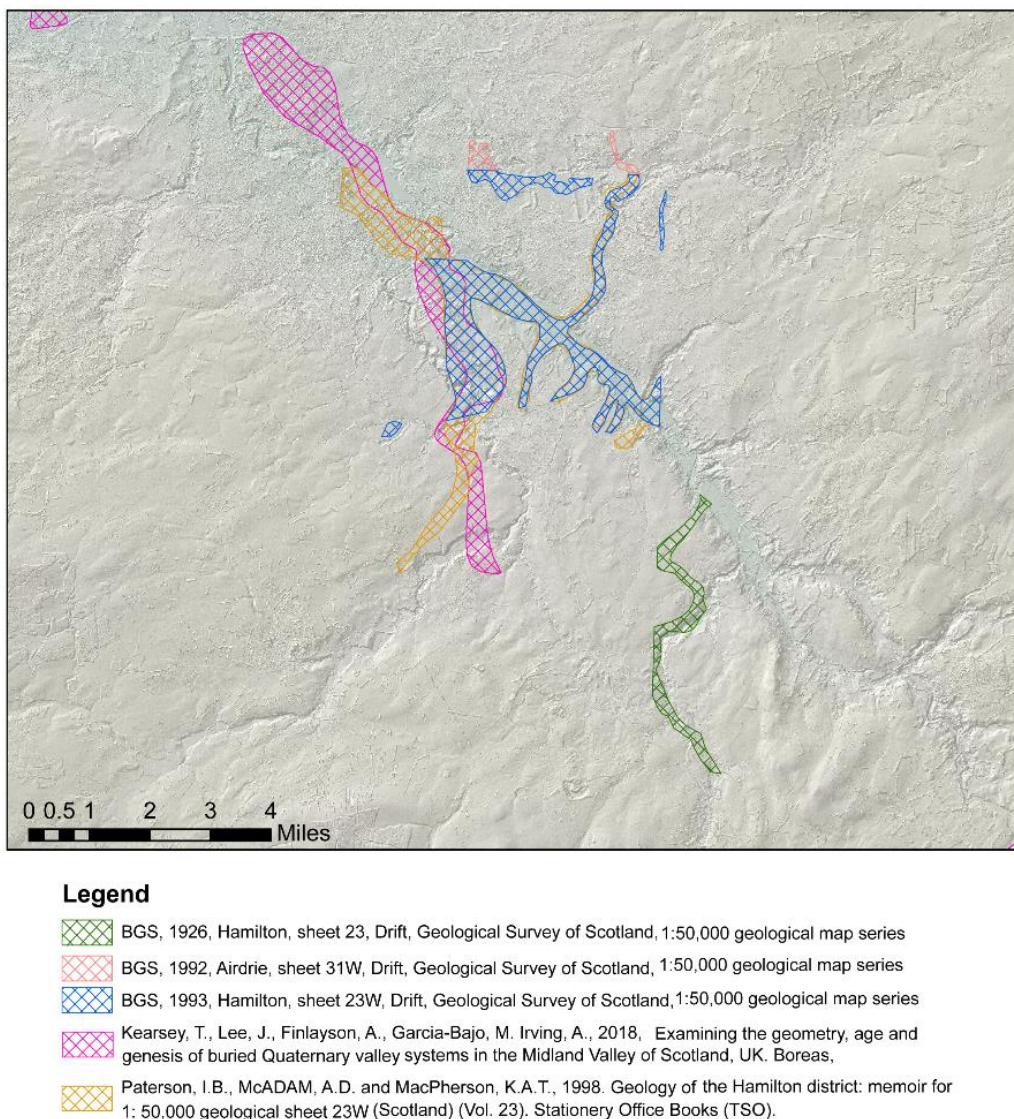 0 0.5 1 2 3 4
Miles
Legend
BGS, 1926, Hamilton, sheet 23, Drift, Geological Survey of Scotland, 1:50,000 geological map series
BGS, 1992, Airdrie, sheet 31W, Drift, Geological Survey of Scotland, 1:50,000 geological map series
BGS, 1993, Hamilton, sheet 23W, Drift, Geological Survey of Scotland, 1:50,000 geological map series
Kearsey, T., Lee, J., Finlayson, A., Garcia-Bajo, M. Irving, A., 2018, Examining the geometry, age and
genesis of buried Quaternary valley systems in the Midland Valley of Scotland, UK. Boreas,
Paterson, I.B., McADAM, A.D. and MacPherson, K.A.T., 1998. Geology of the Hamilton district: memoir for
1: 50.000 geological sheet 23W (Scotland) (Vol. 23). Stationery Office Books (TSO).